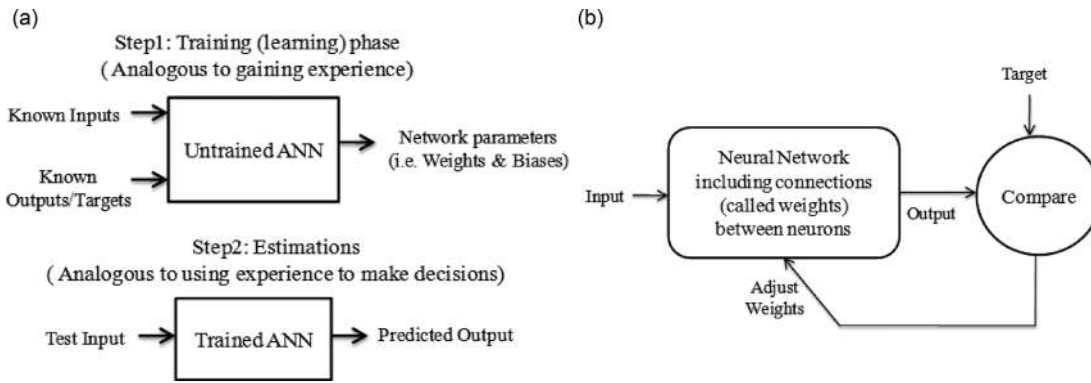 (a)
Step1: Training (learning) phase
( Analogous to gaining experience)
Known Inputs
Known
Outputs/Targets
Untrained ANN
Network parameters
(i.e. Weights & Biases)
Step2: Estimations
( Analogous to using experience to make decisions)
Test Input
Trained ANN
Predicted Output
(b)
Target
Input
Neural Network
including connections
(called weights)
between neurons
Output
Compare
Adjust
Weights